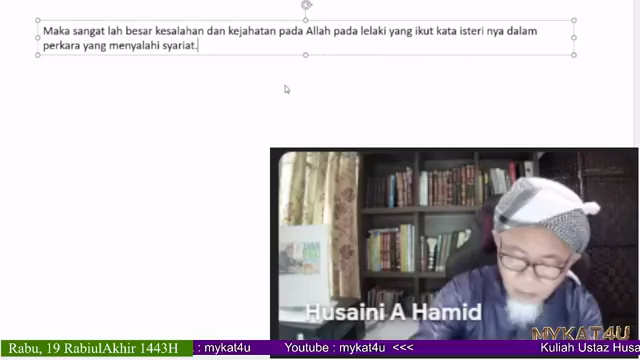 Maka sangat lah besar kesalahan dan kejahatan pada Allah pada lelaki yang ikut kata isteri nya dalam
perkara yang menyalahi syariat.
Husaini A Hamid
MYKAT4U
Rabu, 19 RabiulAkhir 1443H : mykat4u Youtube : mykat4u <<< Kuliah Ustaz Husa